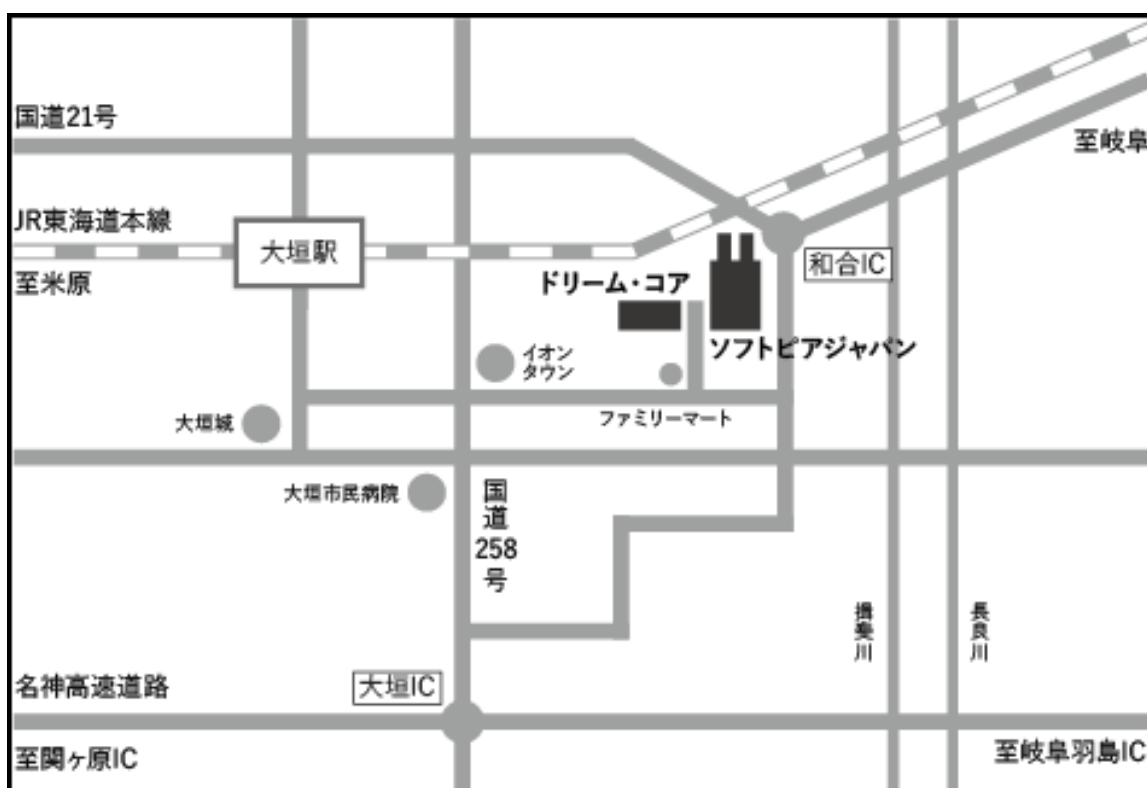 国道21号
至岐阜
JR東海道本線
大垣駅
至米原
和合IC
ドリーム・コア
ソフトピアジャパン
イオン
タウン
大垣城
ファミリーマート
大垣市民病院
国道258号
揖斐川
長良川
名神高速道路
大垣IC
至関ヶ原IC
至岐阜羽島IC